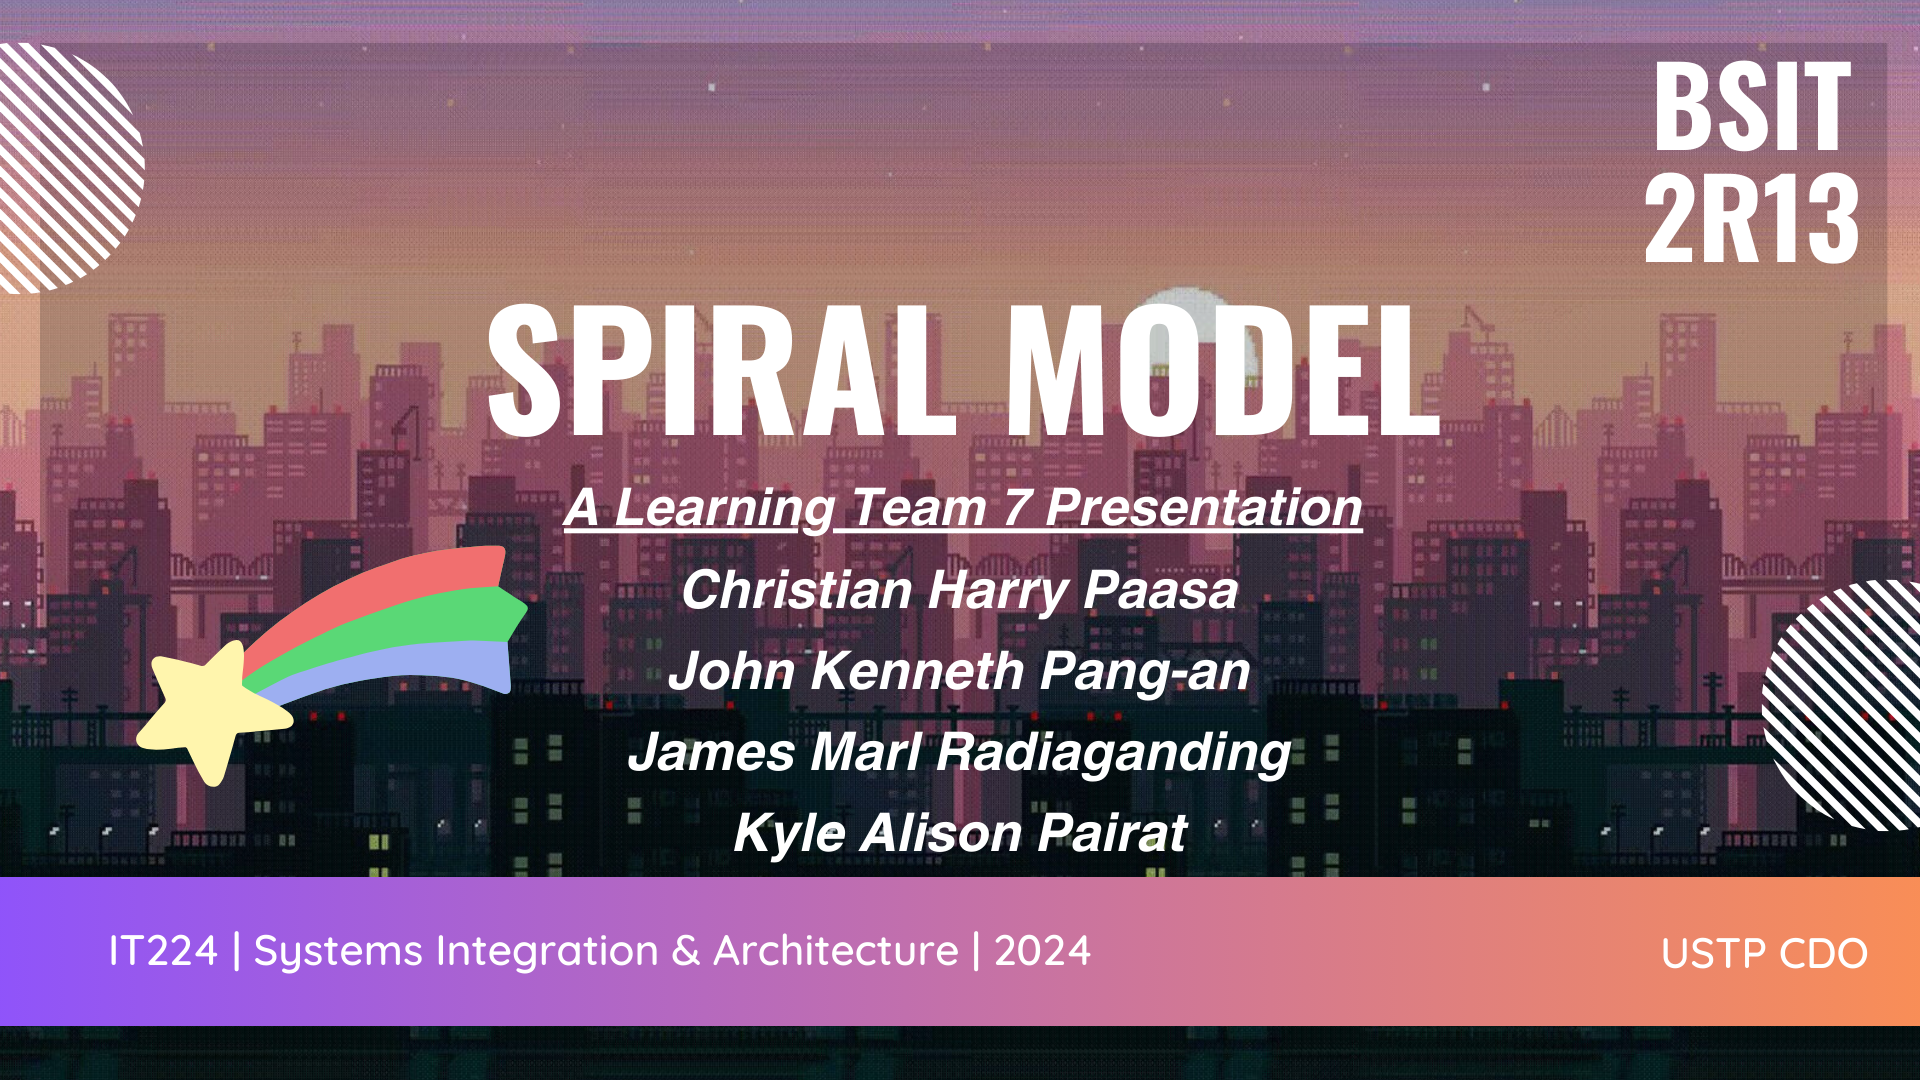 BSIT
2R13
SPIRAL MODEL
A Learning Team 7 Presentation
Christian Harry Paasa
John Kenneth Pang-an
James Marl Radiaganding
Kyle Alison Pairat
IT224 | Systems Integration & Architecture | 2024
USTP CDO